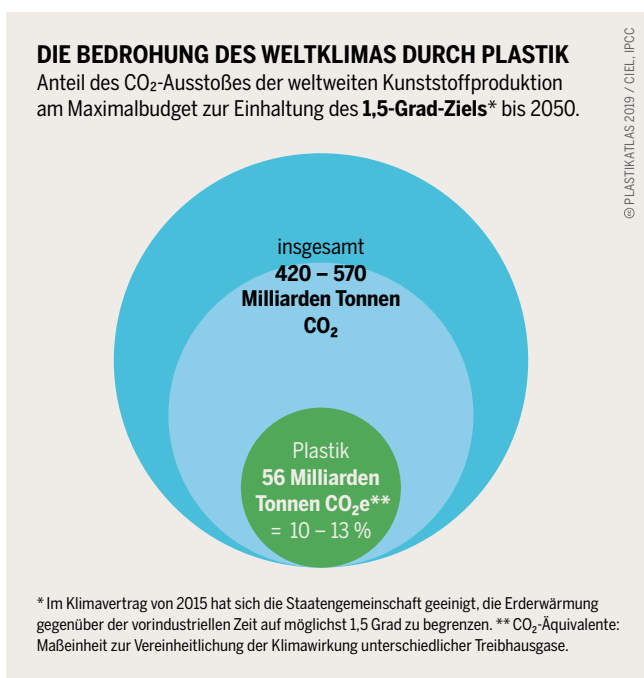 DIE BEDROHUNG DES WELTKLIMAS DURCH PLASTIK
Anteil des CO₂-Ausstoßes der weltweiten Kunststoffproduktion
am Maximalbudget zur Einhaltung des 1,5-Grad-Ziels* bis 2050.
© PLASTIKATLAS 2019 / CIEL, IPCC
insgesamt
420 – 570
Milliarden Tonnen
CO₂
Plastik
56 Milliarden
Tonnen CO₂e**
= 10 – 13 %
* Im Klimavertrag von 2015 hat sich die Staatengemeinschaft geeinigt, die Erderwärmung
gegenüber der vorindustriellen Zeit auf möglichst 1,5 Grad zu begrenzen. ** CO₂-Äquivalente:
Maßeinheit zur Vereinheitlichung der Klimawirkung unterschiedlicher Treibhausgase.